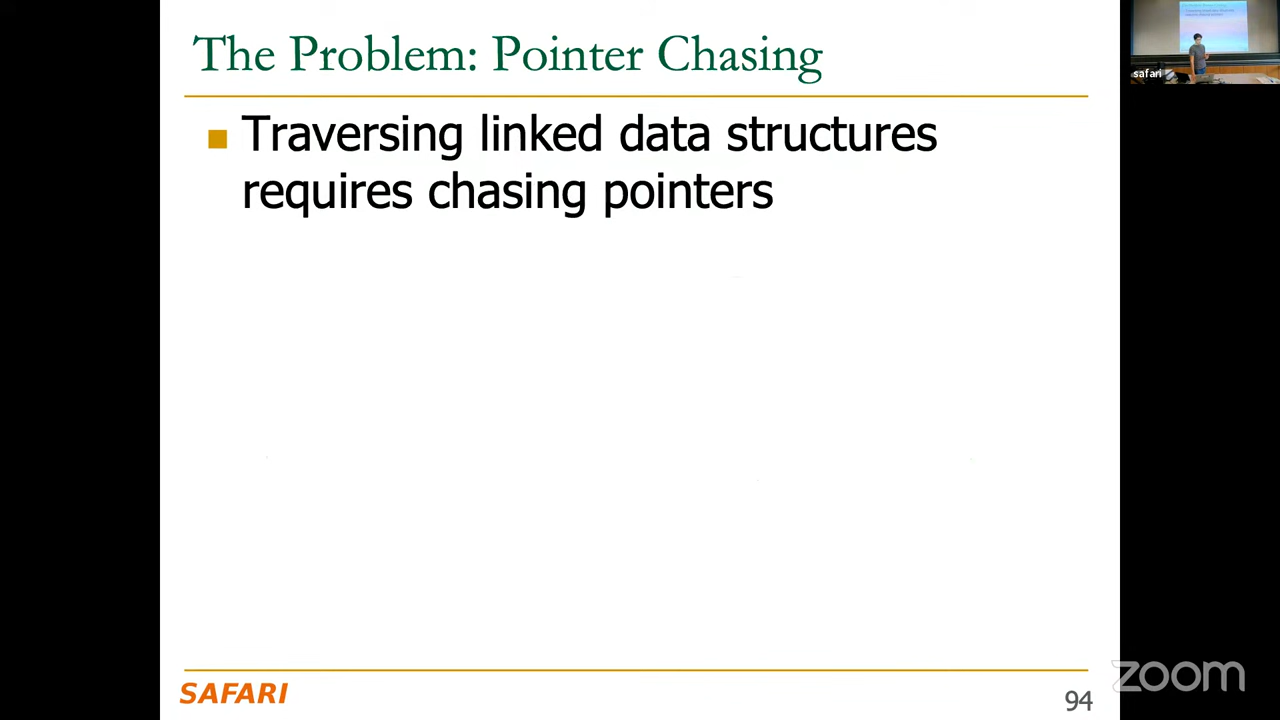 The Problem: Pointer Chasing
safari
Traversing linked data structures
requires chasing pointers
SAFARI
94
zoom